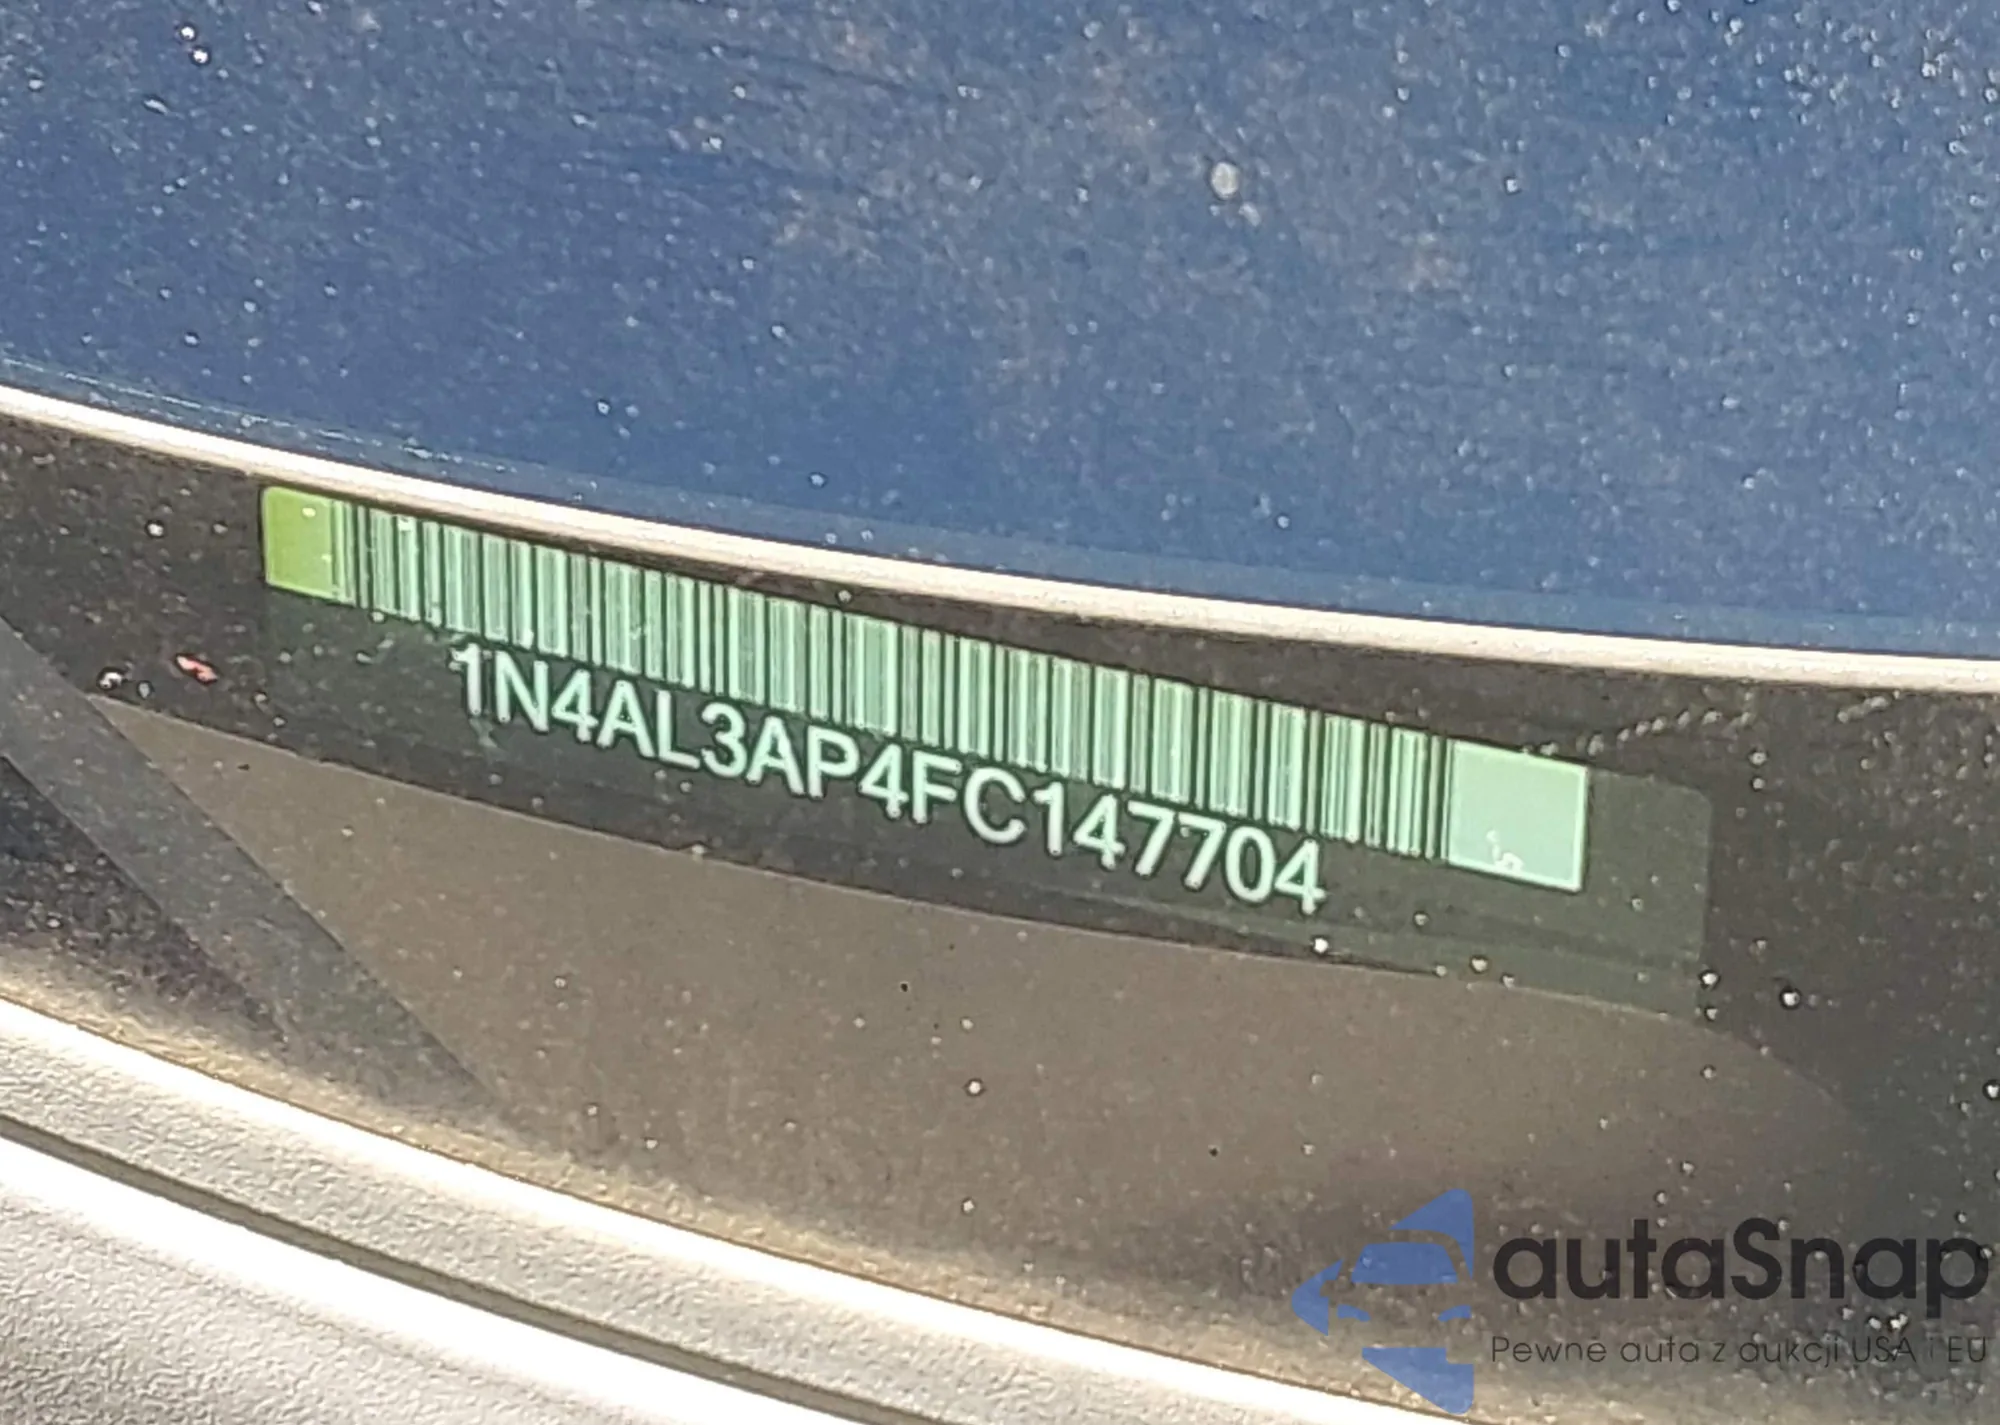 1N4AL3AP4FC147704
autaSnap
Pewne auta z aukcji USA i EU